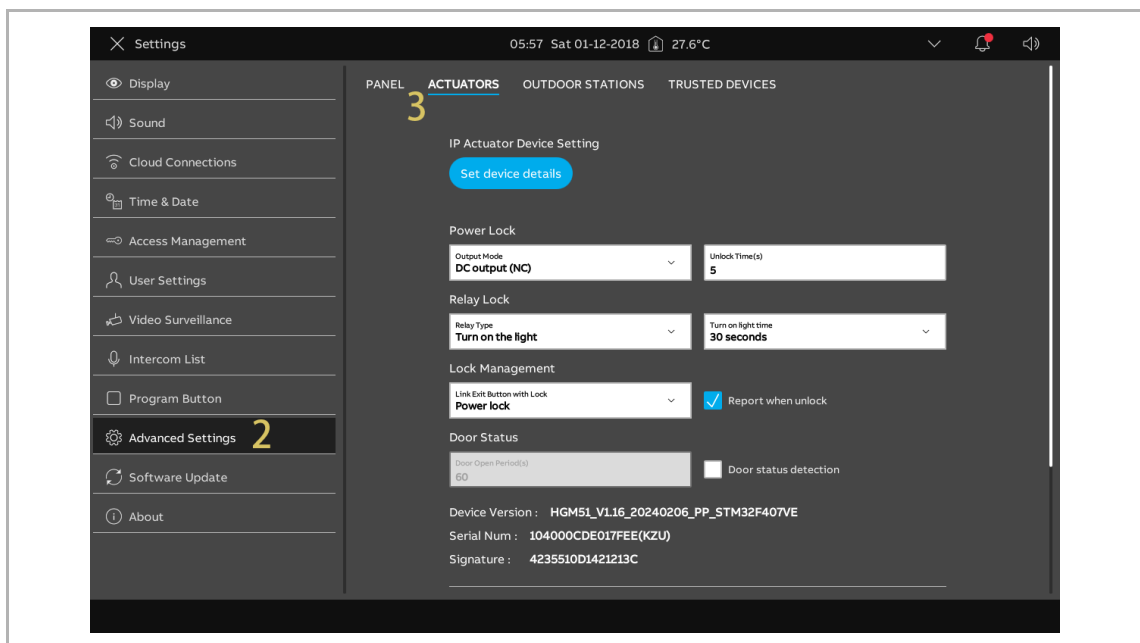 Settings
05:57 Sat 01-12-2018 27.6°C
Display
Sound
Cloud Connections
Time & Date
Access Management
User Settings
Video Surveillance
Intercom List
Program Button
Advanced Settings 2
Software Update
About
PANEL ACTUATORS OUTDOOR STATIONS TRUSTED DEVICES
3
IP Actuator Device Setting
Set device details
Power Lock
Output Mode
DC output (NC)
Unlock Time(s)
5
Relay Lock
Relay Type
Turn on the light
Turn on light time
30 seconds
Lock Management
Link Exit Button with Lock
Power lock
Report when unlock
Door Status
Door Open Period(s)
60
Door status detection
Device Version : HGM51_V1.16_20240206_PP_STM32F407VE
Serial Num : 104000CDE017FEE(KZU)
Signature : 4235510D1421213C